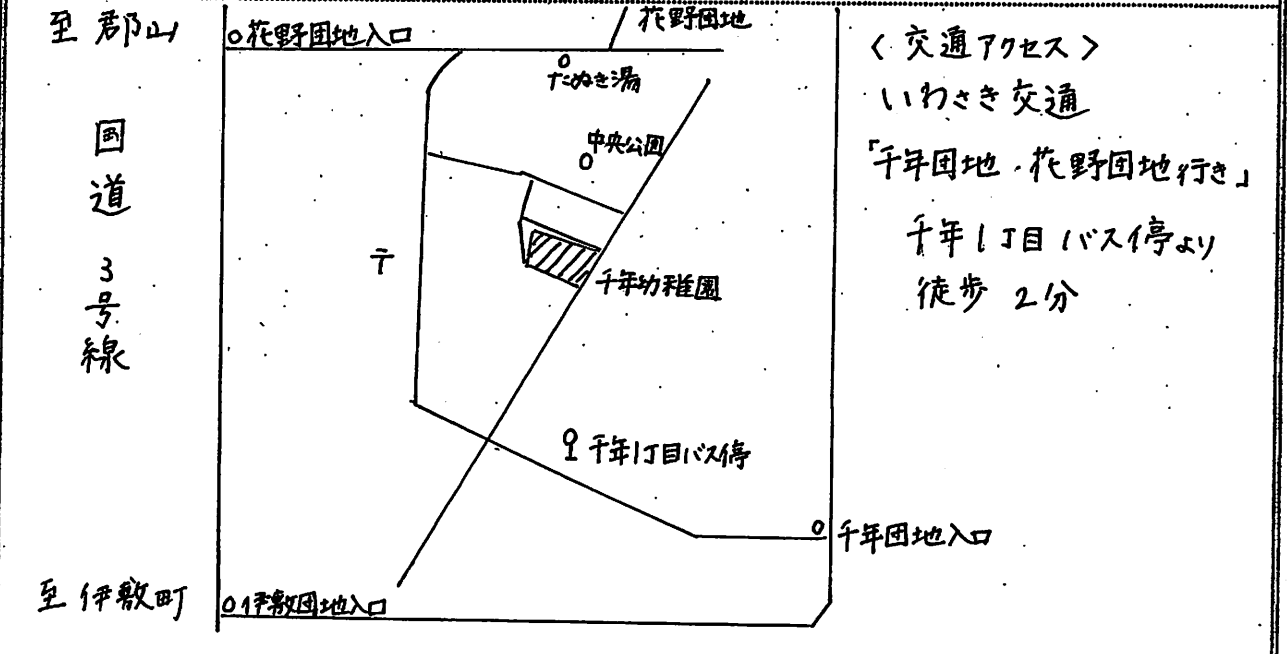 至 郡山
国道3号線
至 伊敷町
花野団地入口
花野団地
たぬき湯
中央公園
〒
千年幼稚園
千年1丁目バス停
千年団地入口
伊敷団地入口
〈 交通アクセス 〉
いわさき交通
「千年団地・花野団地行き」
千年1丁目バス停より
徒歩 2分